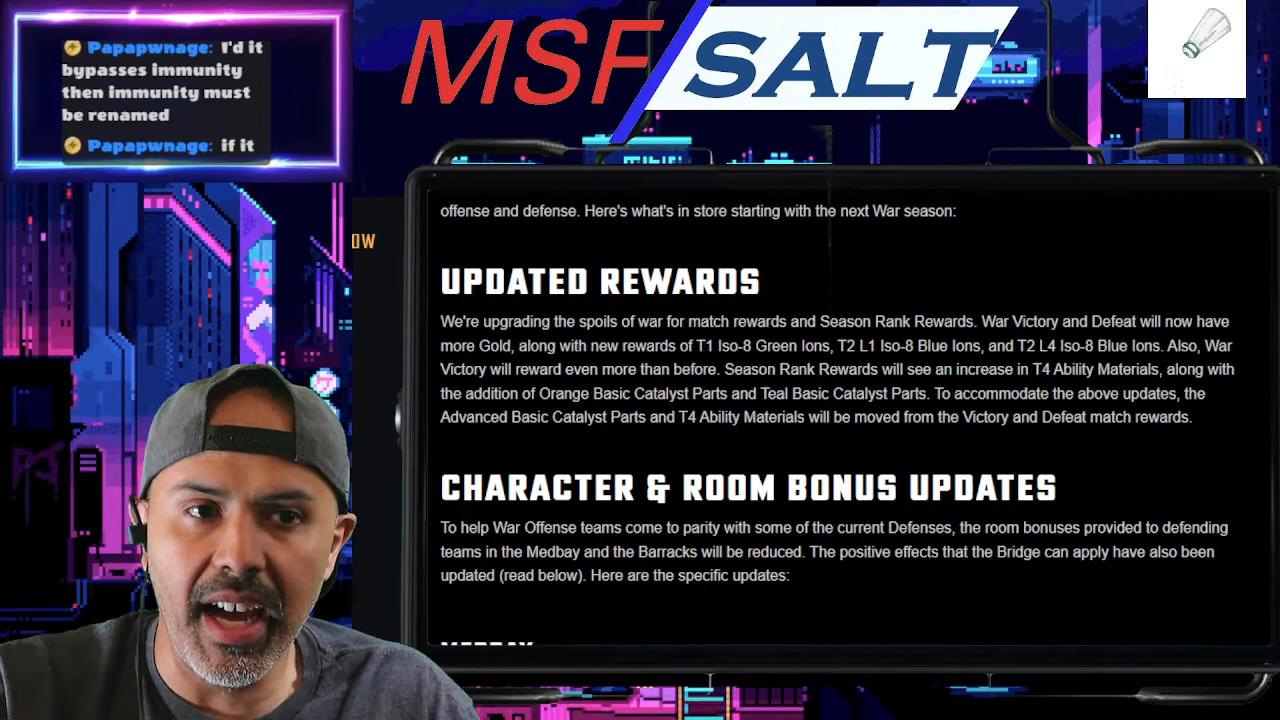 Papapwnage: I'd it
bypasses immunity
then immunity must
be renamed
Papapwnage: if it
MSF SALT
OW
offense and defense. Here's what's in store starting with the next War season:
UPDATED REWARDS
We're upgrading the spoils of war for match rewards and Season Rank Rewards. War Victory and Defeat will now have
more Gold, along with new rewards of T1 Iso-8 Green Ions, T2 L1 Iso-8 Blue Ions, and T2 L4 Iso-8 Blue Ions. Also, War
Victory will reward even more than before. Season Rank Rewards will see an increase in T4 Ability Materials, along with
the addition of Orange Basic Catalyst Parts and Teal Basic Catalyst Parts. To accommodate the above updates, the
Advanced Basic Catalyst Parts and T4 Ability Materials will be moved from the Victory and Defeat match rewards.
CHARACTER & ROOM BONUS UPDATES
To help War Offense teams come to parity with some of the current Defenses, the room bonuses provided to defending
teams in the Medbay and the Barracks will be reduced. The positive effects that the Bridge can apply have also been
updated (read below). Here are the specific updates: